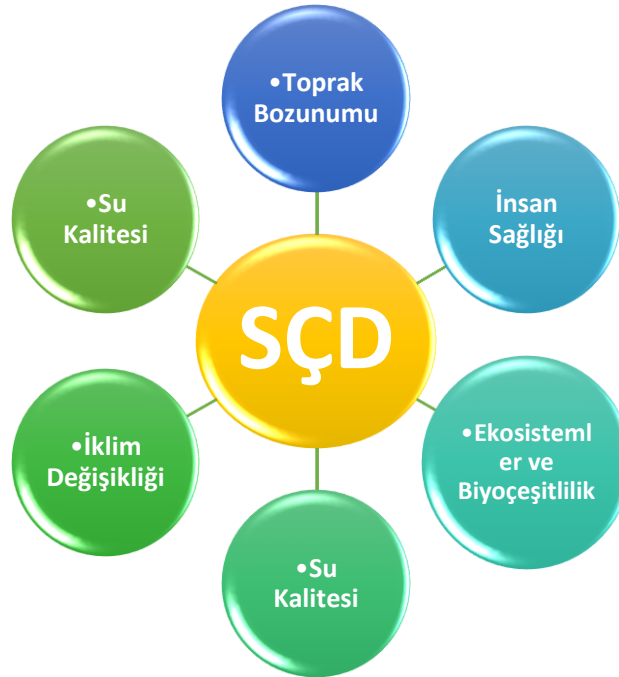 •Toprak
Bozunumu
İnsan
Sağlığı
•Su
Kalitesi
SÇD
•Ekosisteml
er ve
Biyoçeşitlilik
•İklim
Değişikliği
•Su
Kalitesi